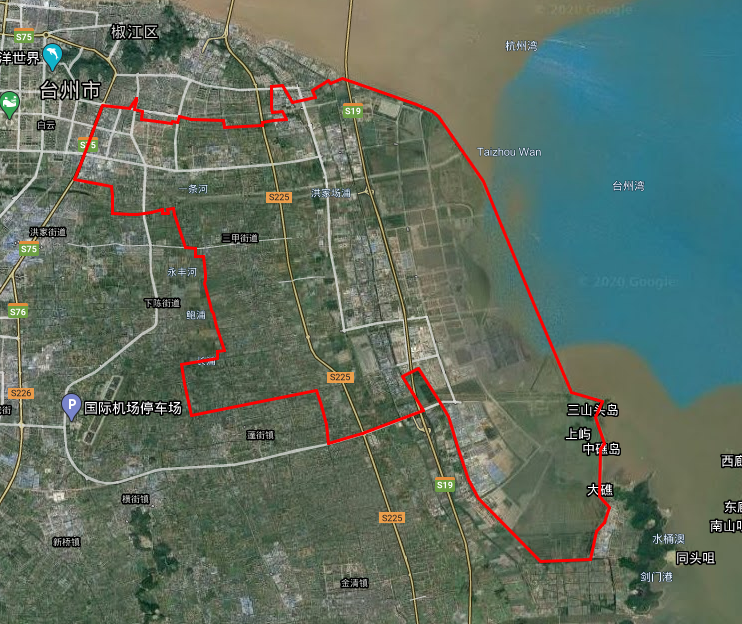 © 2020 Google
椒江区
S75
杭州湾
洋世界
台州市
S19
白云
S75
Taizhou Wan
台州湾
一条河
洪家场浦
S225
洪家街道
三甲街道
S75
永丰河
© 2020 Google
下陈街道
S76
鲍浦
S225
S226
国际机场停车场
P
三山头岛
蓬街镇
上屿
中礁岛
西廊
S19
大礁
横街镇
东廊
S225
南山咀
新桥镇
水桶澳
同头咀
剑门港
金清镇